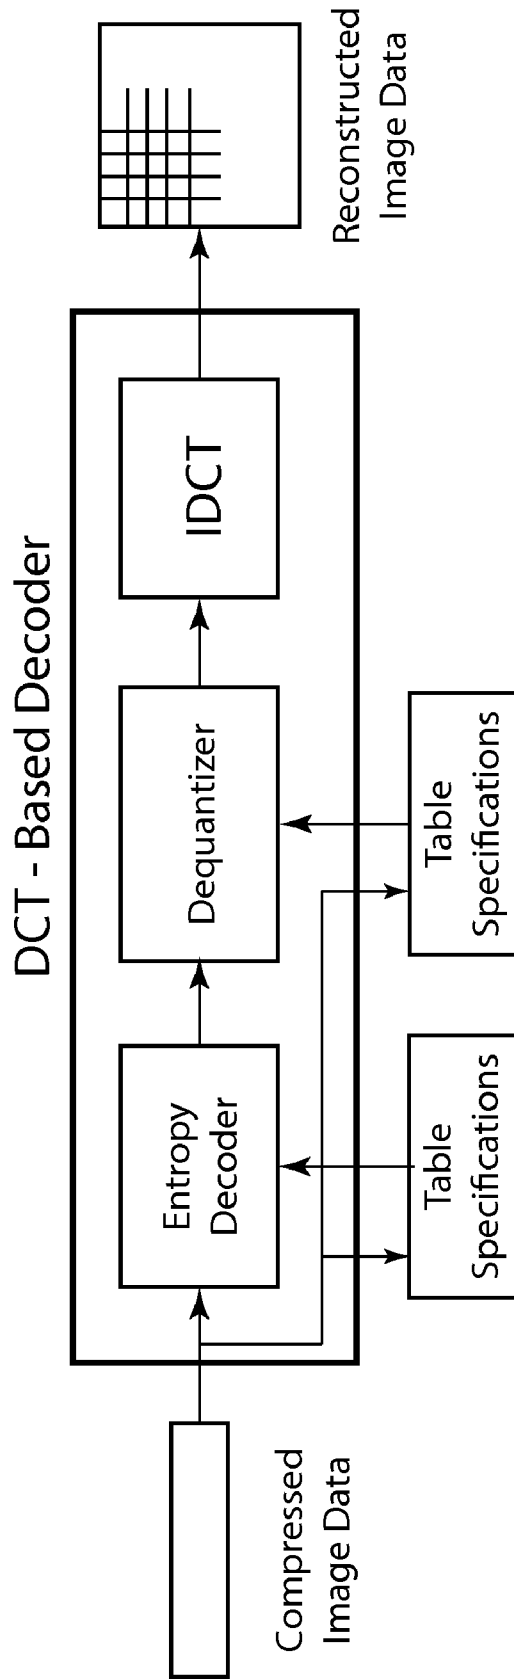 DCT - Based Decoder
Compressed
Image Data
Entropy
Decoder
Dequantizer
IDCT
Reconstructed
Image Data
Table
Specifications
Table
Specifications